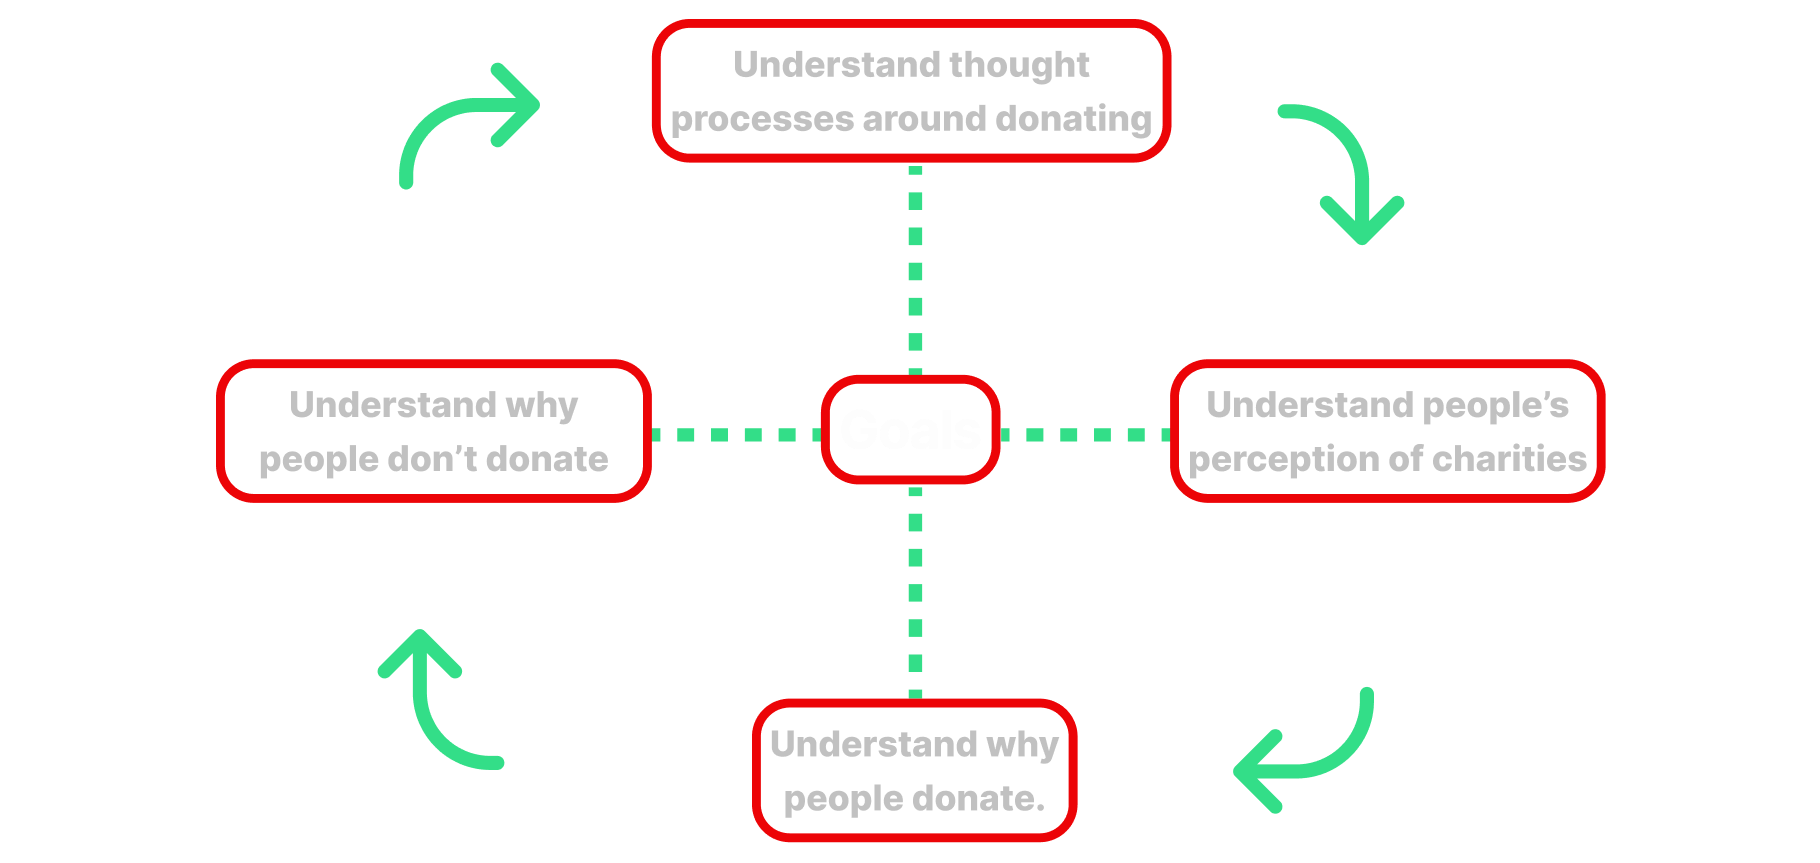 Understand thought
processes around donating
Understand why
people don’t donate
Goals
Understand people’s
perception of charities
Understand why
people donate.